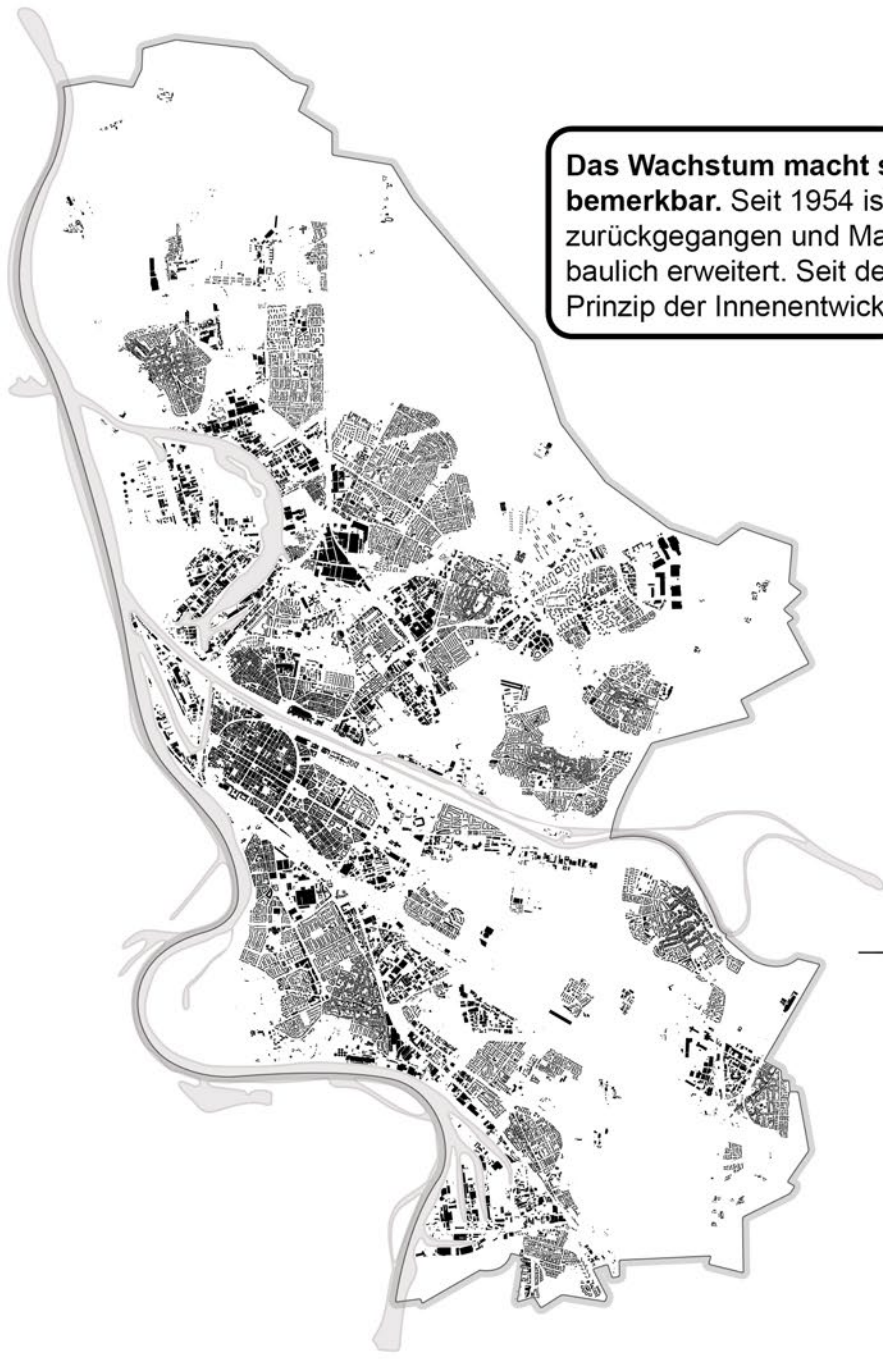 Das Wachstum macht s
bemerkbar. Seit 1954 is
zurückgegangen und Ma
baulich erweitert. Seit de
Prinzip der Innenentwick